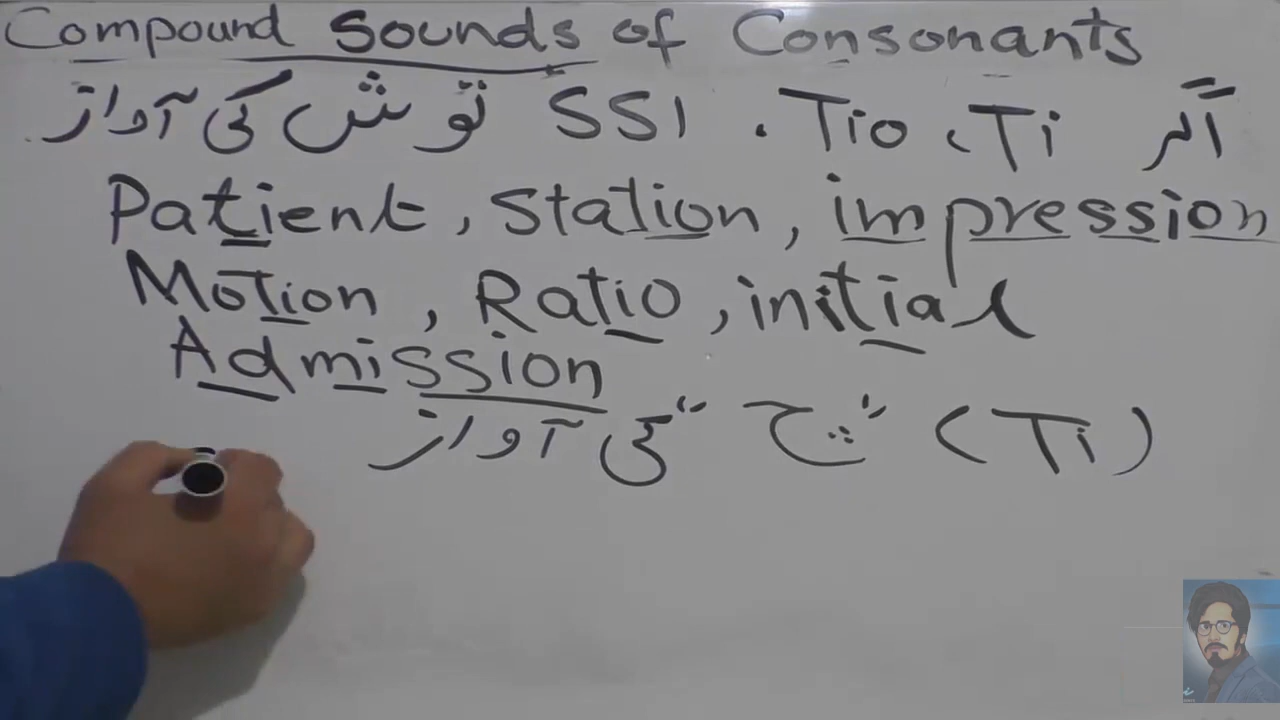 Compound Sounds of Consonants
اگر Ti، Tio، SSI تو ش کی آواز
Patient, Station, impression
Motion, Ratio, initial
Admission
(Ti) "چ" کی آواز